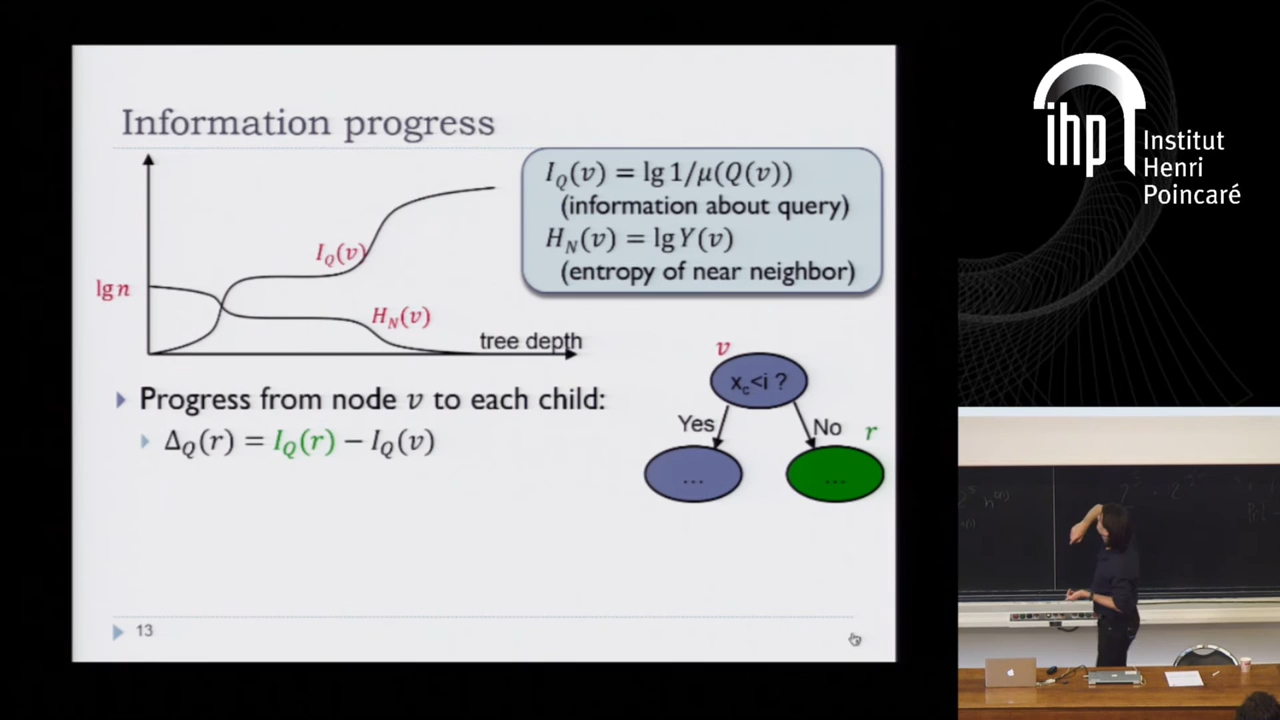 Information progress
I_Q(v) = lg 1/μ(Q(v))
(information about query)
H_N(v) = lg Y(v)
(entropy of near neighbor)
I_Q(v)
lg n
H_N(v)
tree depth
Progress from node v to each child:
Δ_Q(r) = I_Q(r) − I_Q(v)
v
x_c<i ?
Yes
No
r
...
...
13
ihp
Institut
Henri
Poincaré